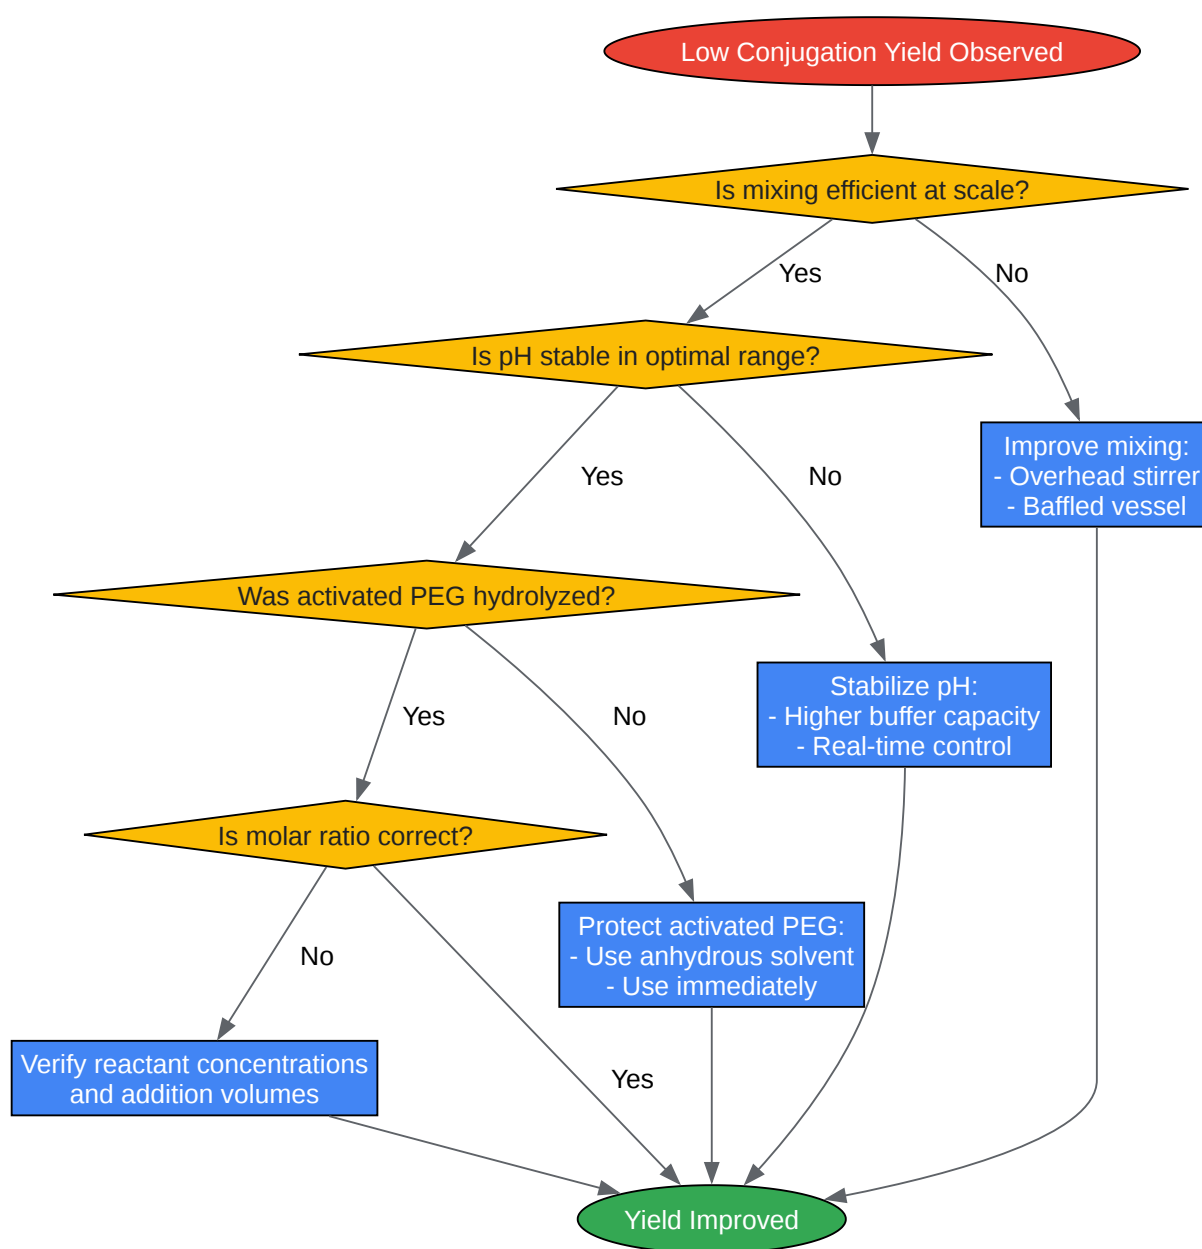 Low Conjugation Yield Observed
Is mixing efficient at scale?
Yes
No
Is pH stable in optimal range?
Improve mixing:
- Overhead stirrer
- Baffled vessel
Yes
No
Was activated PEG hydrolyzed?
Stabilize pH:
- Higher buffer capacity
- Real-time control
Yes
No
Is molar ratio correct?
Protect activated PEG:
- Use anhydrous solvent
- Use immediately
No
Verify reactant concentrations
and addition volumes
Yes
Yield Improved